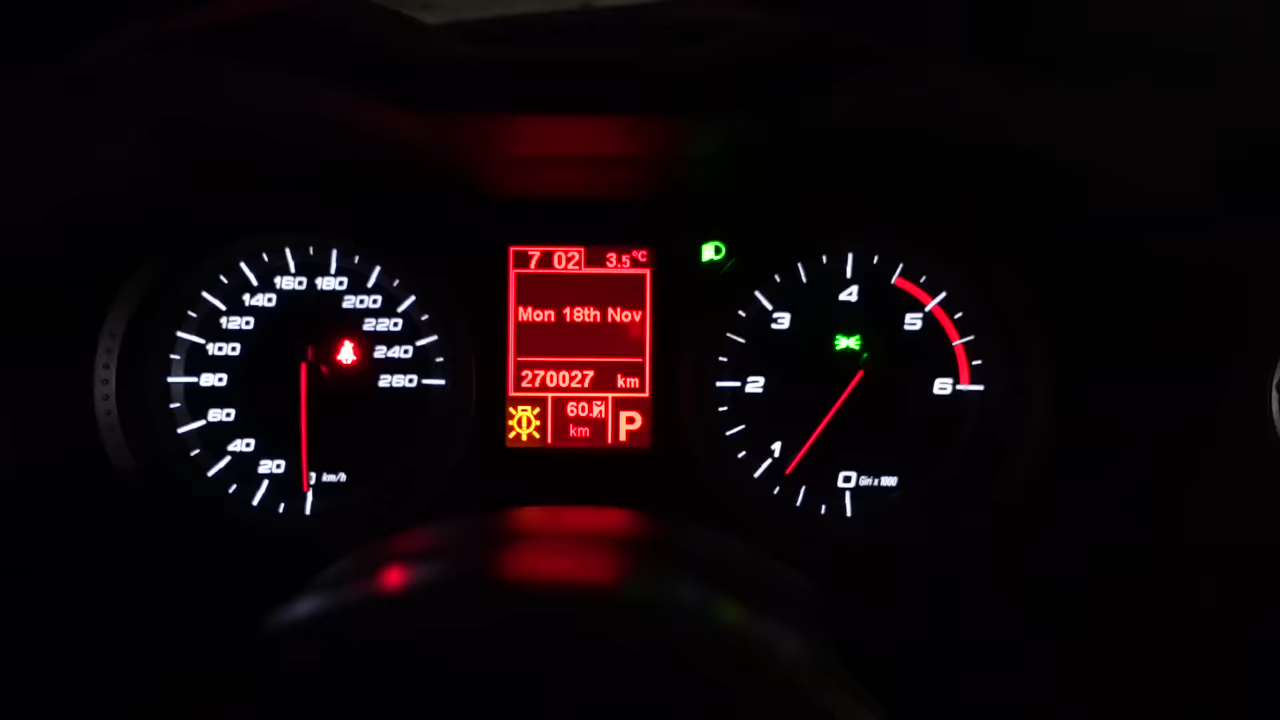 160 180
140 200
120 220
100 240
80 260
60
40
20
km/h
7 02 3.5°C
Mon 18th Nov
270027 km
km
P
4
3 5
2 6
1
0 Giri x 1000